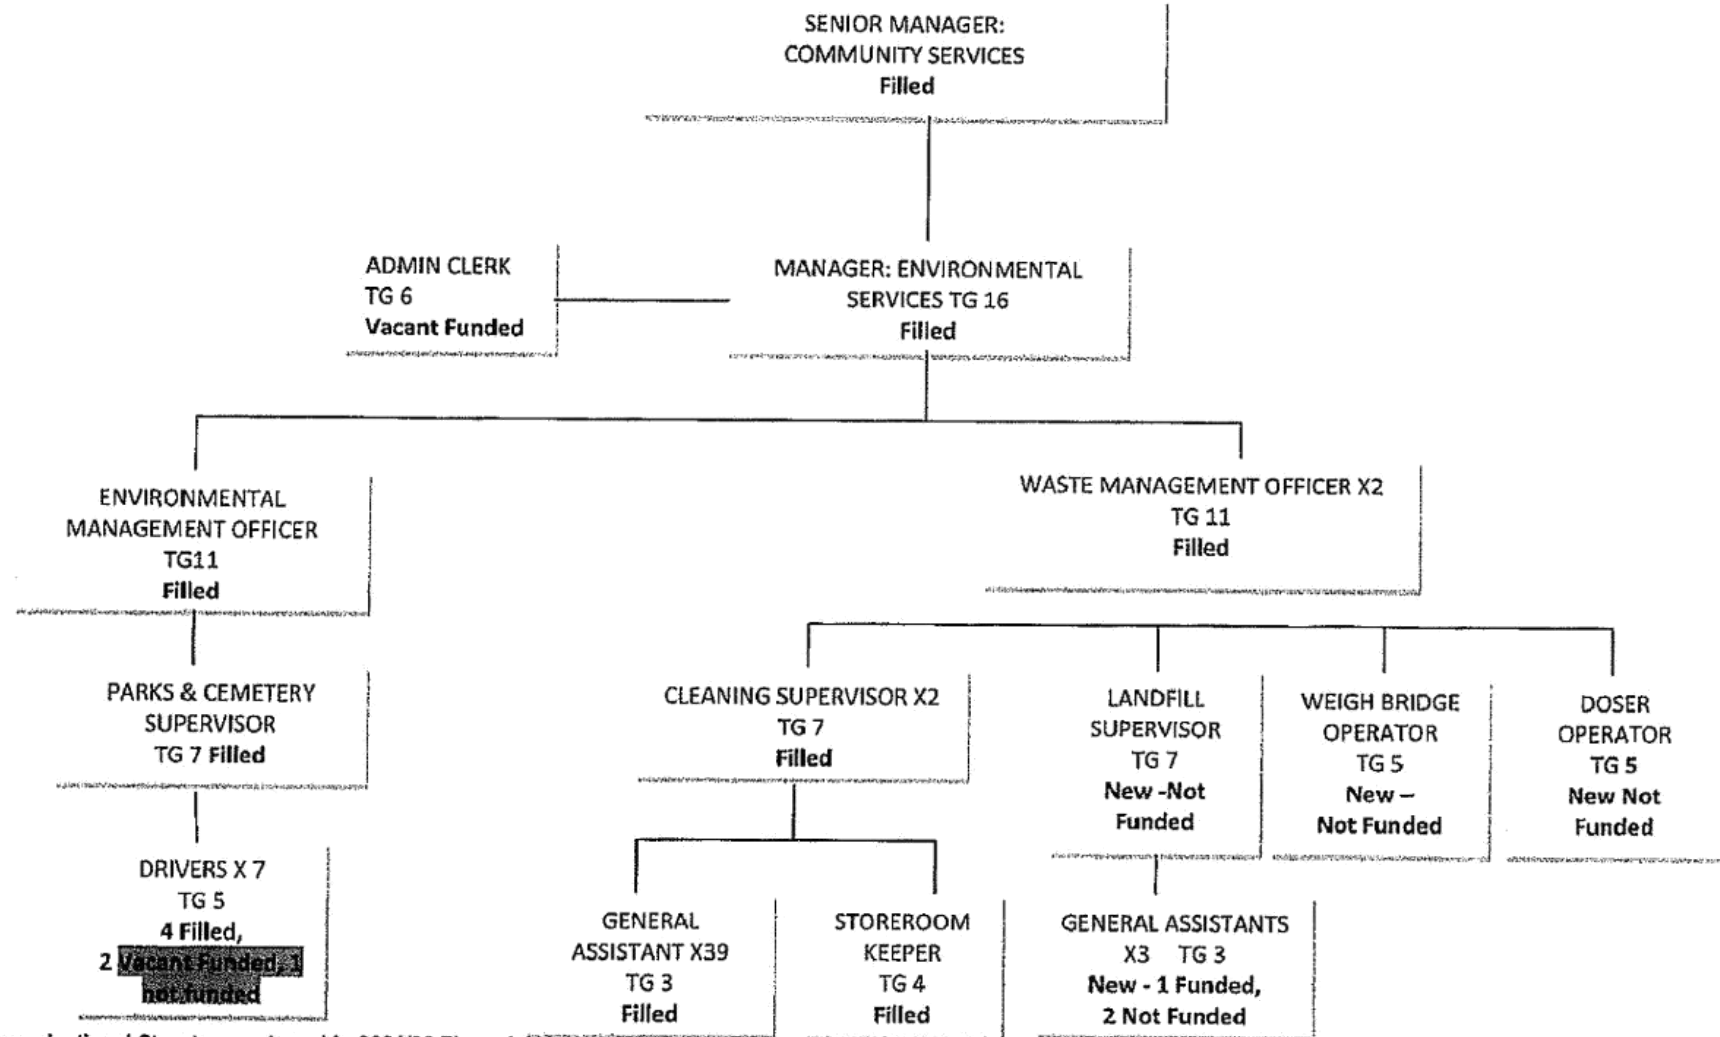 SENIOR MANAGER:
COMMUNITY SERVICES
Filled
ADMIN CLERK
TG 6
Vacant Funded
MANAGER: ENVIRONMENTAL
SERVICES TG 16
Filled
ENVIRONMENTAL
MANAGEMENT OFFICER
TG11
Filled
WASTE MANAGEMENT OFFICER X2
TG 11
Filled
PARKS & CEMETERY
SUPERVISOR
TG 7 Filled
CLEANING SUPERVISOR X2
TG 7
Filled
LANDFILL
SUPERVISOR
TG 7
New -Not
Funded
WEIGH BRIDGE
OPERATOR
TG 5
New –
Not Funded
DOSER
OPERATOR
TG 5
New Not
Funded
DRIVERS X 7
TG 5
4 Filled,
2 Vacant Funded, 1
not funded
GENERAL
ASSISTANT X39
TG 3
Filled
STOREROOM
KEEPER
TG 4
Filled
GENERAL ASSISTANTS
X3 TG 3
New - 1 Funded,
2 Not Funded